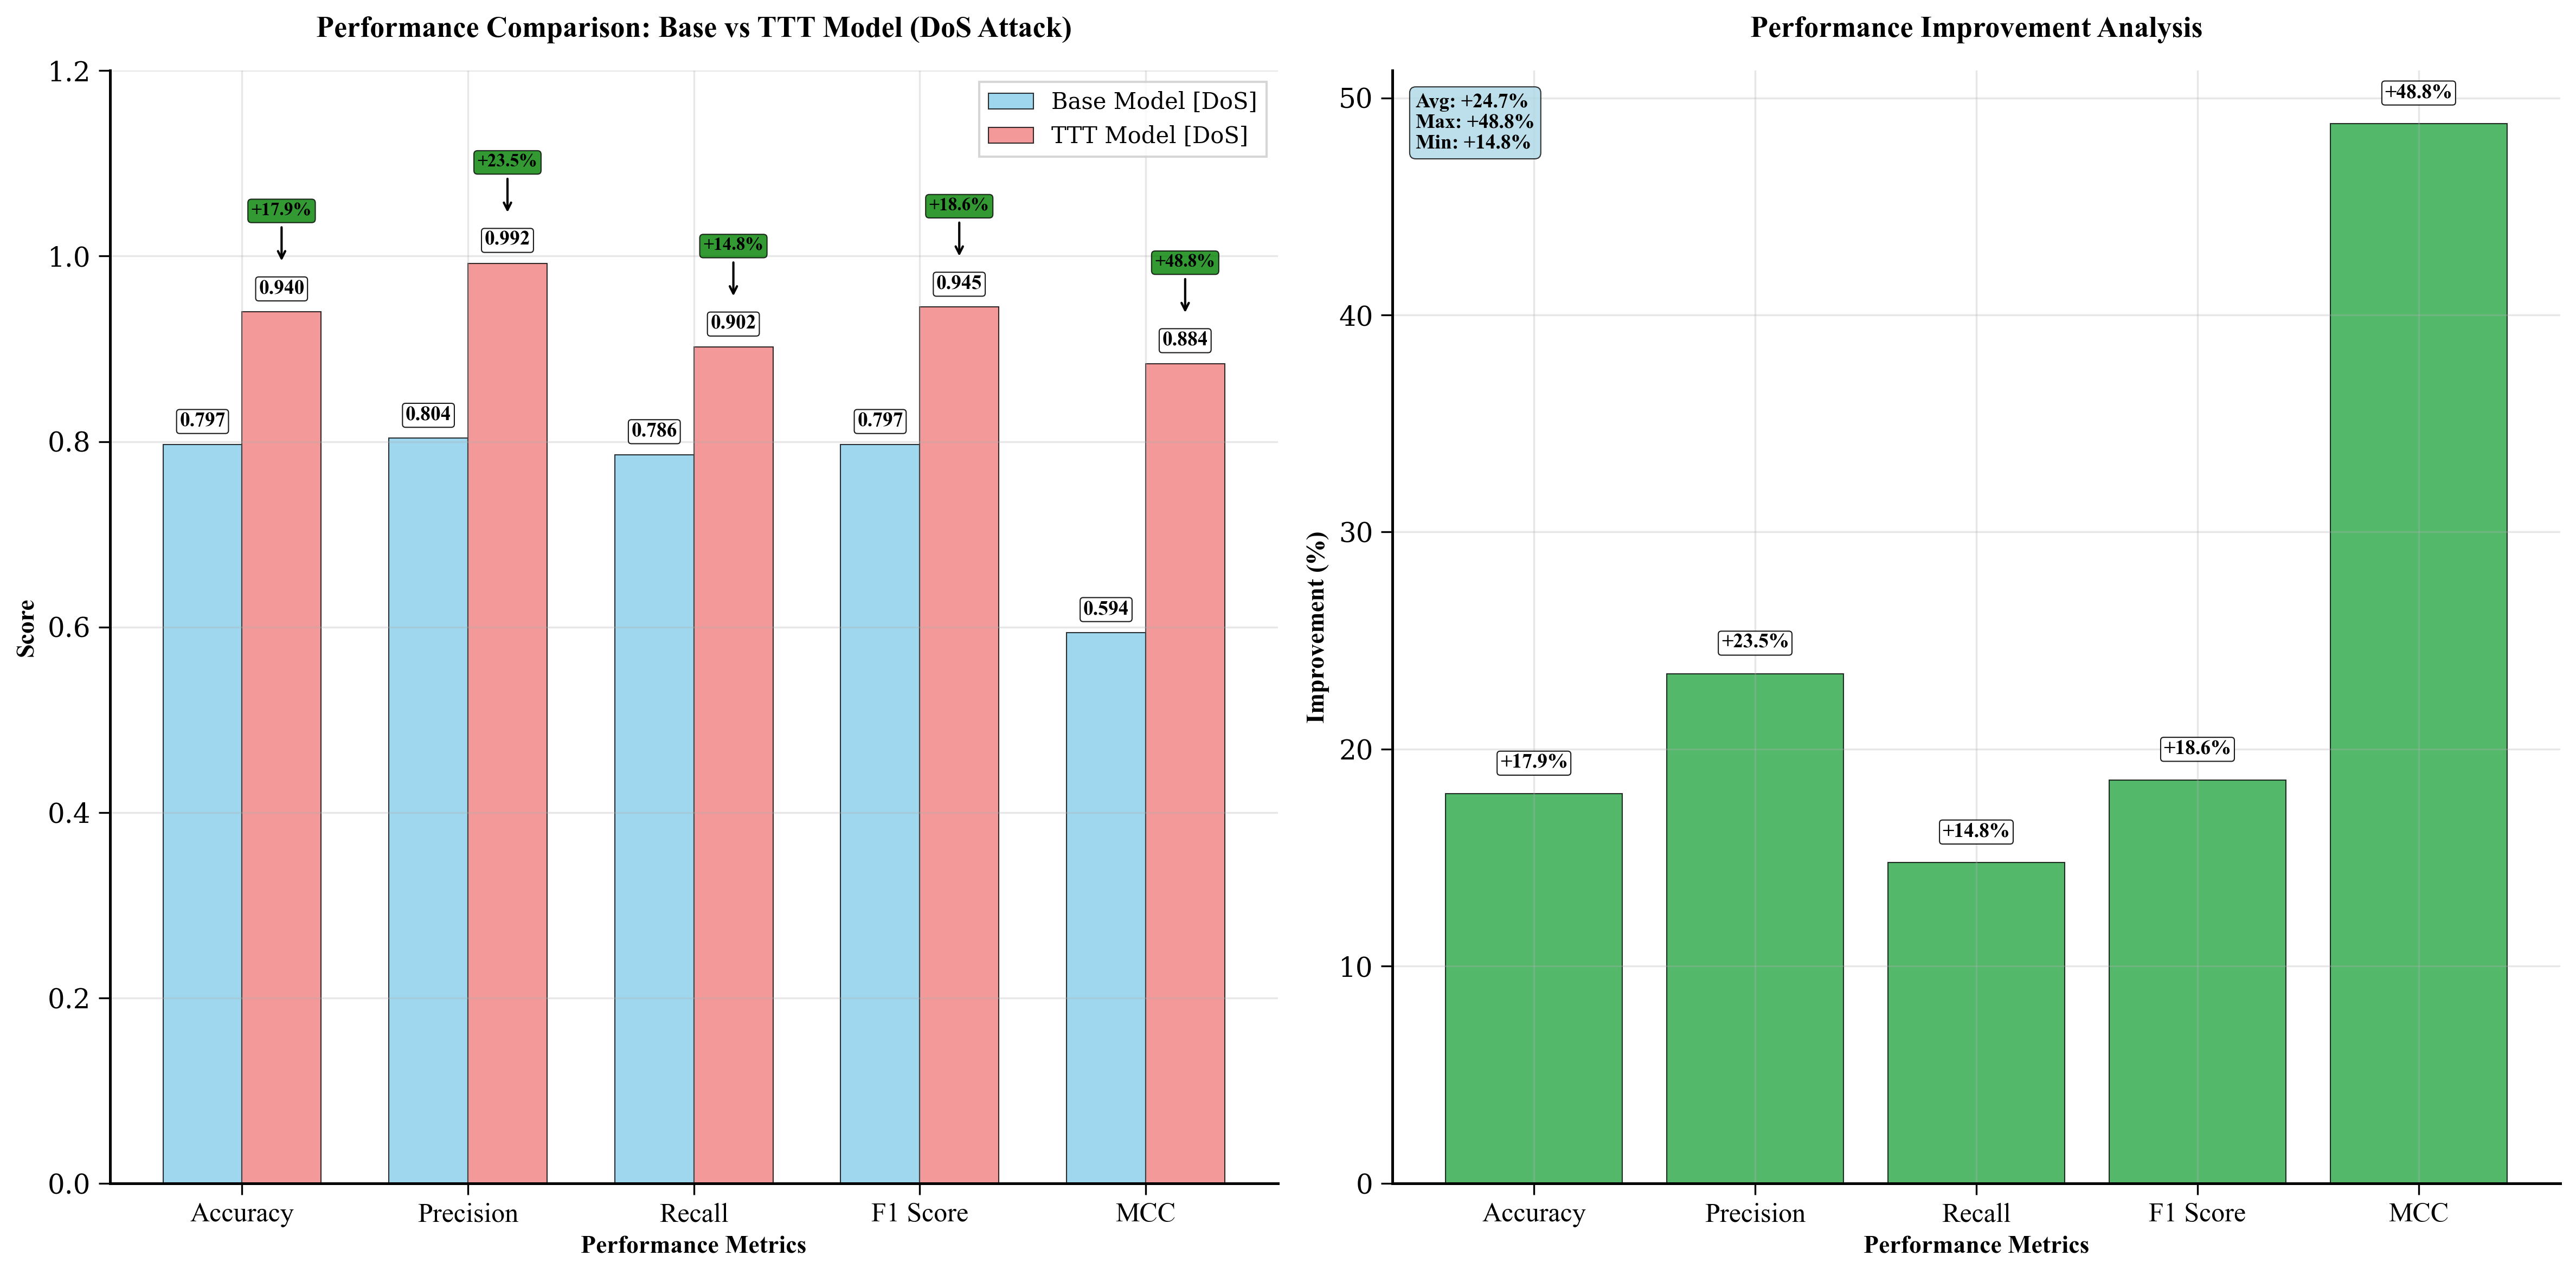 Performance Comparison: Base vs TTT Model (DoS Attack)
Base Model [DoS]
TTT Model [DoS]
Score
1.2
1.0
0.8
0.6
0.4
0.2
0.0
+17.9%
+23.5%
+14.8%
+18.6%
+48.8%
0.797
0.940
0.804
0.992
0.786
0.902
0.797
0.945
0.594
0.884
Accuracy
Precision
Recall
F1 Score
MCC
Performance Metrics
Performance Improvement Analysis
Avg: +24.7%
Max: +48.8%
Min: +14.8%
Improvement (%)
50
40
30
20
10
0
+17.9%
+23.5%
+14.8%
+18.6%
+48.8%
Accuracy
Precision
Recall
F1 Score
MCC
Performance Metrics